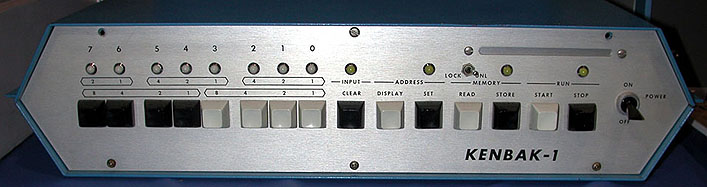 7 6 5 4 3 2 1 0
LOCK UNL
INPUT ADDRESS MEMORY RUN
2 1 4 2 1 4 2 1
8 4 2 1 8 4 2 1
CLEAR DISPLAY SET READ STORE START STOP
ON
POWER
OFF
KENBAK-1